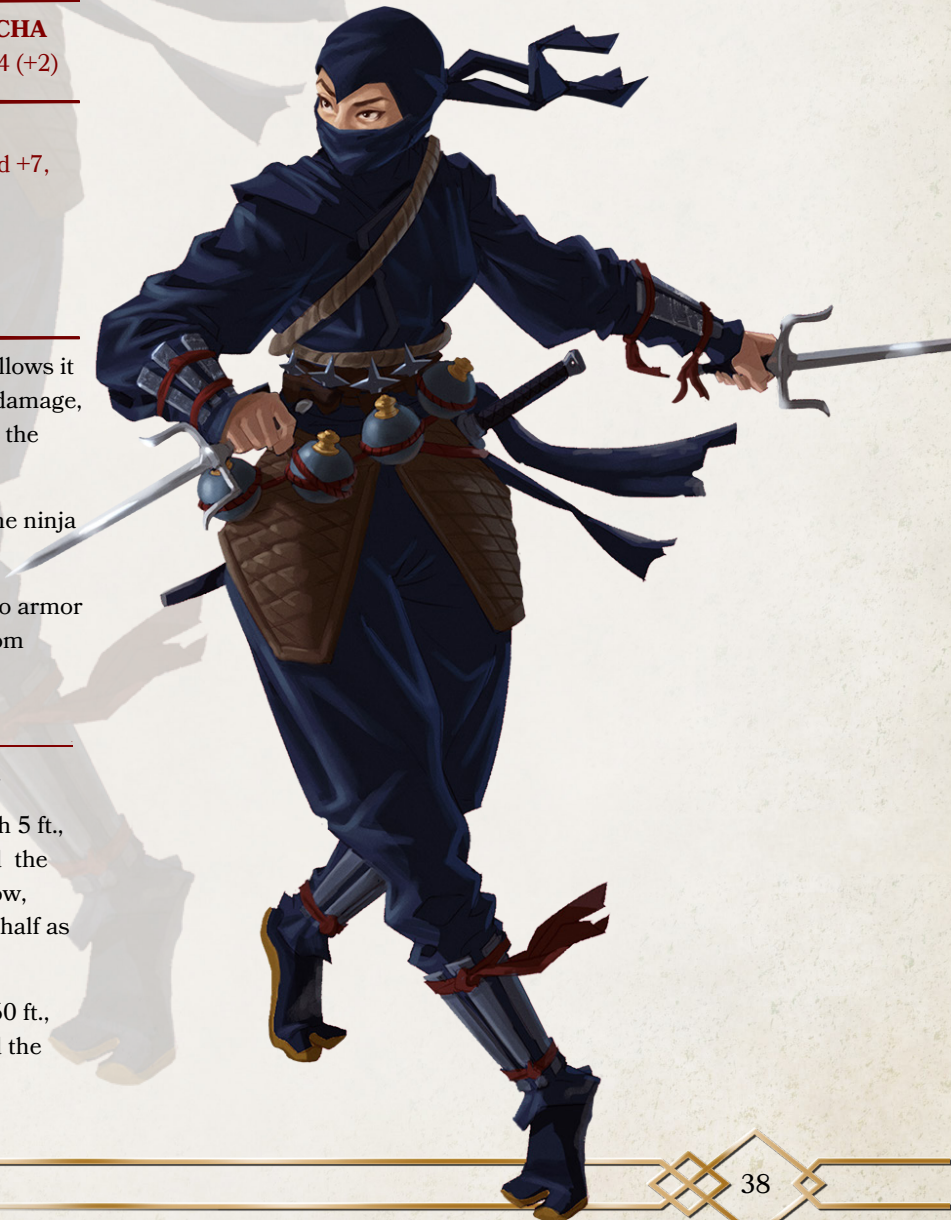 CHA
4 (+2)
d +7,
llows it
damage,
the
ne ninja
o armor
om
h 5 ft.,
the
ow,
half as
60 ft.,
the
38